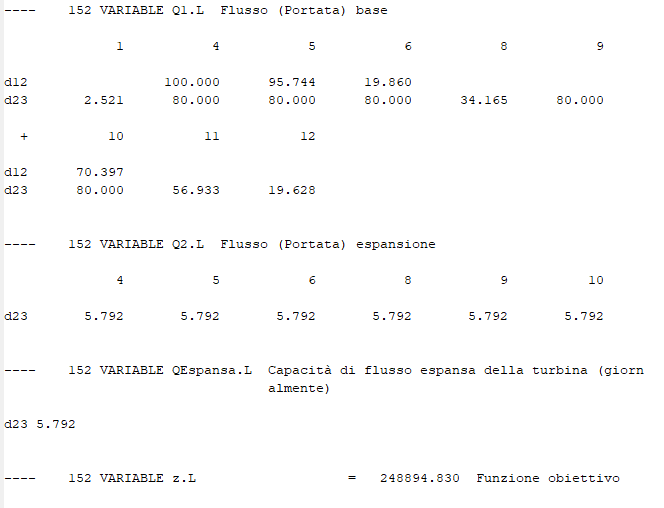 ----    152 VARIABLE Q1.L  Flusso (Portata) base
              1           4           5           6           8           9
d12                 100.000      95.744      19.860
d23       2.521      80.000      80.000      80.000      34.165      80.000
  +          10          11          12
d12      70.397
d23      80.000      56.933      19.628
----    152 VARIABLE Q2.L  Flusso (Portata) espansione
              4           5           6           8           9          10
d23       5.792       5.792       5.792       5.792       5.792       5.792
----    152 VARIABLE QEspansa.L  Capacità di flusso espansa della turbina (giorn
                                 almente)
d23 5.792
----    152 VARIABLE z.L                   =   248894.830  Funzione obiettivo